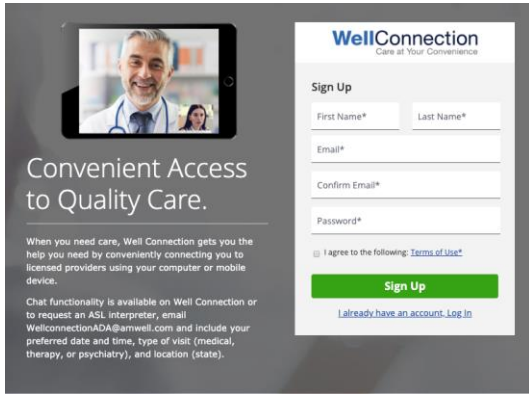 Convenient Access
to Quality Care.
When you need care, Well Connection gets you the
help you need by conveniently connecting you to
licensed providers using your computer or mobile
device.
Chat functionality is available on Well Connection or
to request an ASL interpreter, email
WellconnectionADA@amwell.com and include your
preferred date and time, type of visit (medical,
therapy, or psychiatry), and location (state).
WellConnection
Care at Your Convenience
Sign Up
First Name* Last Name*
Email*
Confirm Email*
Password*
I agree to the following: Terms of Use*
Sign Up
I already have an account, Log In